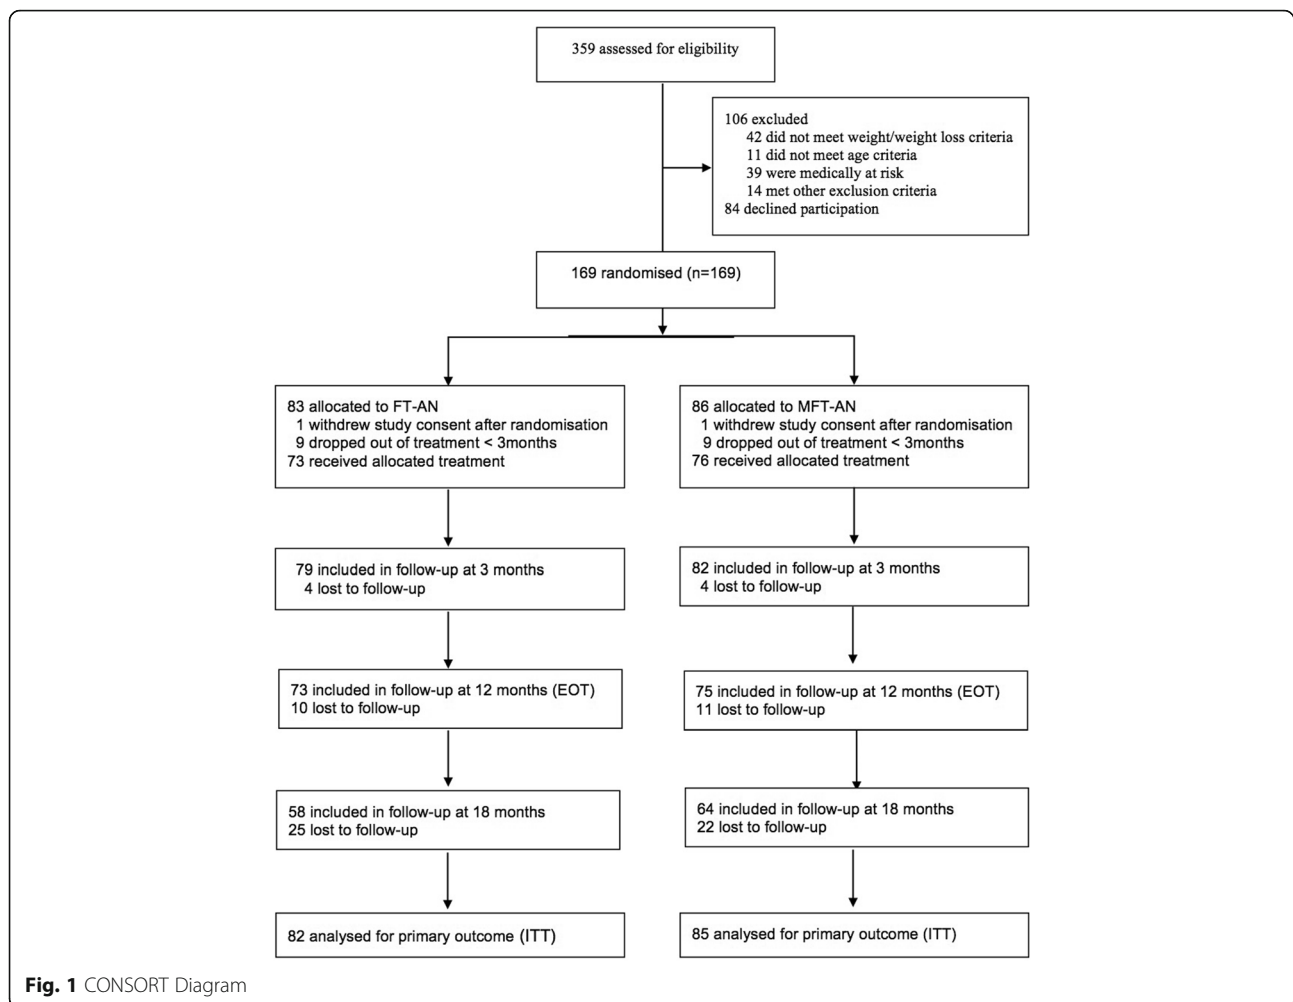 359 assessed for eligibility
106 excluded
42 did not meet weight/weight loss criteria
11 did not meet age criteria
39 were medically at risk
14 met other exclusion criteria
84 declined participation
169 randomised (n=169)
83 allocated to FT-AN
1 withdrew study consent after randomisation
9 dropped out of treatment < 3months
73 received allocated treatment
86 allocated to MFT-AN
1 withdrew study consent after randomisation
9 dropped out of treatment < 3months
76 received allocated treatment
79 included in follow-up at 3 months
4 lost to follow-up
82 included in follow-up at 3 months
4 lost to follow-up
73 included in follow-up at 12 months (EOT)
10 lost to follow-up
75 included in follow-up at 12 months (EOT)
11 lost to follow-up
58 included in follow-up at 18 months
25 lost to follow-up
64 included in follow-up at 18 months
22 lost to follow-up
82 analysed for primary outcome (ITT)
85 analysed for primary outcome (ITT)
Fig. 1 CONSORT Diagram